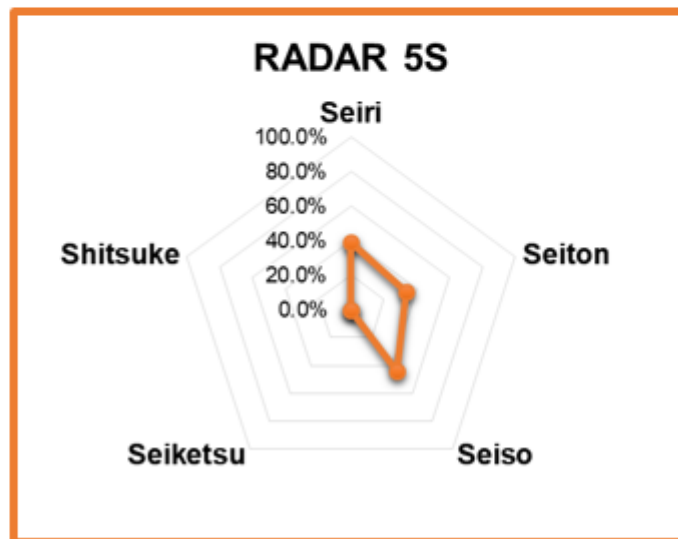 RADAR 5S
Seiri
100.0%
80.0%
60.0%
40.0%
20.0%
0.0%
Shitsuke
Seiton
Seiketsu
Seiso